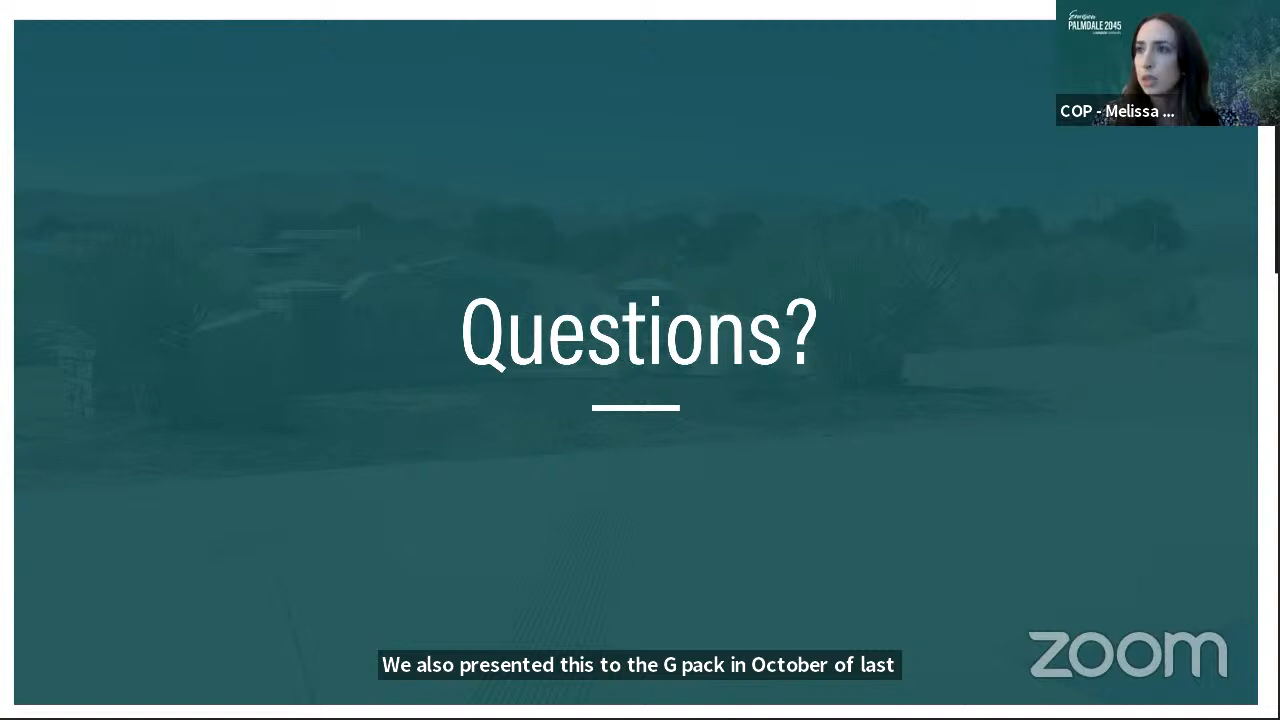 PALMDALE 2045
COP - Melissa ...
Questions?
We also presented this to the G pack in October of last
zoom